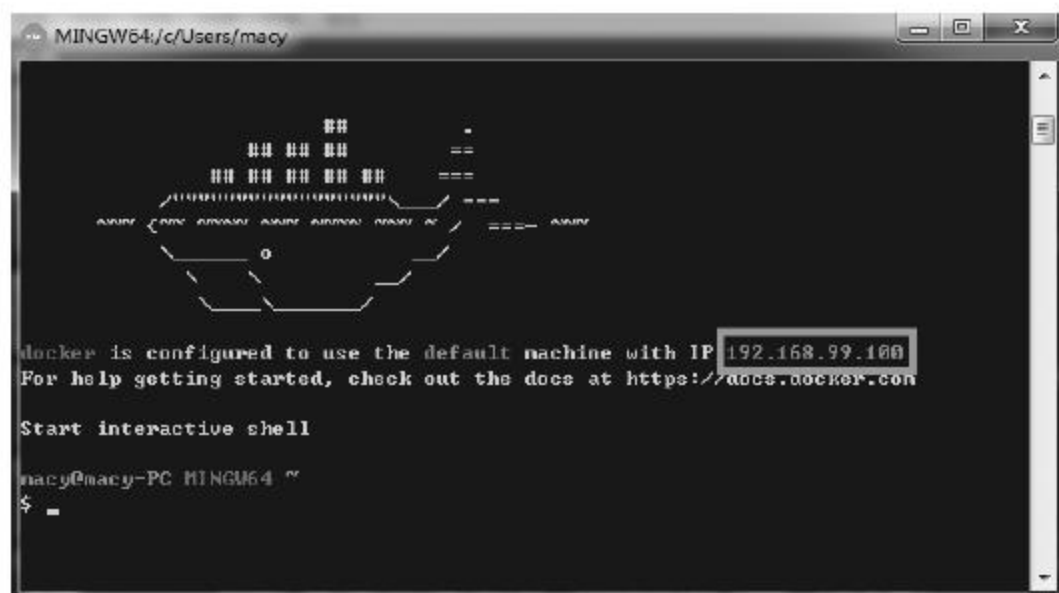 MINGW64:/c/Users/macy
docker is configured to use the default machine with IP 192.168.99.100
For help getting started, check out the docs at https://docs.docker.com
Start interactive shell
macy@macy-PC MINGW64 ~
$